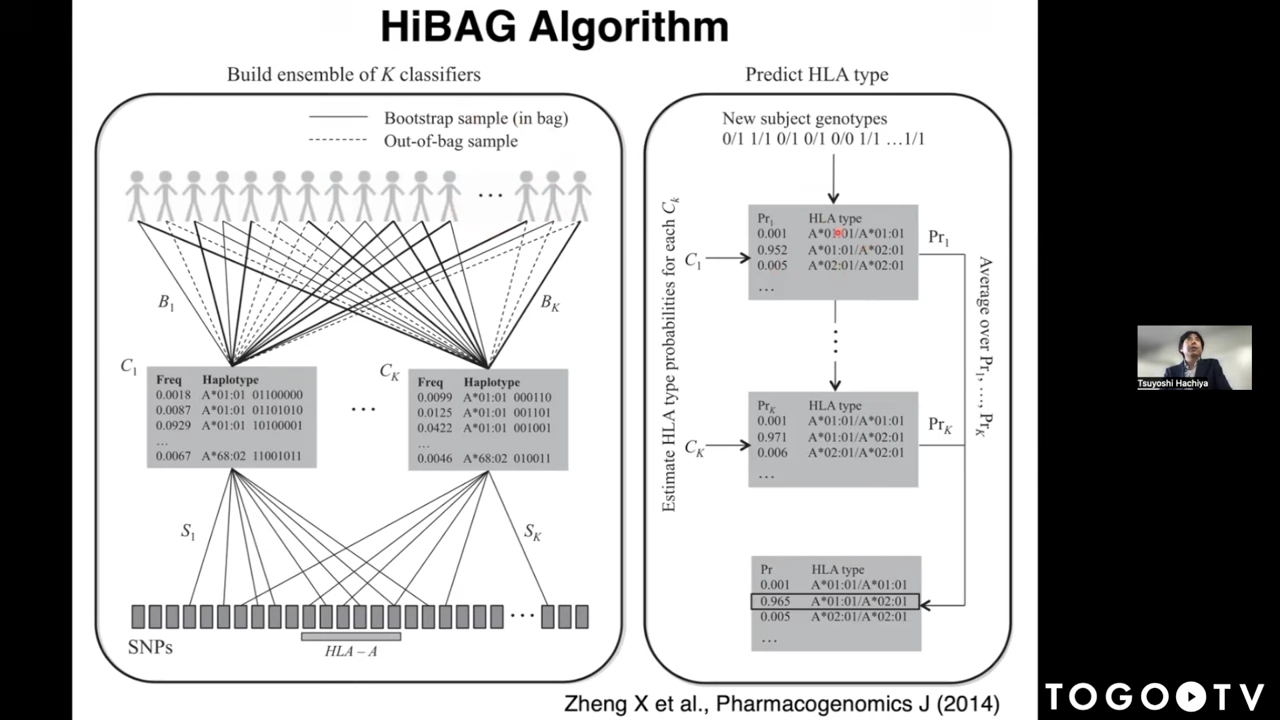 HiBAG Algorithm
Build ensemble of K classifiers
Bootstrap sample (in bag)
Out-of-bag sample
...
B1
BK
C1
Freq Haplotype
0.0018 A*01:01 01100000
0.0087 A*01:01 01101010
0.0929 A*01:01 10100001
...
0.0067 A*68:02 11001011
...
CK
Freq Haplotype
0.0099 A*01:01 000110
0.0125 A*01:01 001101
0.0422 A*01:01 001001
...
0.0046 A*68:02 010011
S1
SK
...
SNPs
HLA – A
Predict HLA type
New subject genotypes
0/1 1/1 0/1 0/1 0/0 1/1 …1/1
Estimate HLA type probabilities for each Ck
C1
Pr1 HLA type
0.001 A*01:01/A*01:01
0.952 A*01:01/A*02:01
0.005 A*02:01/A*02:01
...
Pr1
CK
PrK HLA type
0.001 A*01:01/A*01:01
0.971 A*01:01/A*02:01
0.006 A*02:01/A*02:01
...
PrK
Average over Pr1, …, PrK
Pr HLA type
0.001 A*01:01/A*01:01
0.965 A*01:01/A*02:01
0.005 A*02:01/A*02:01
...
Zheng X et al., Pharmacogenomics J (2014)
Tsuyoshi Hachiya
TOGO TV